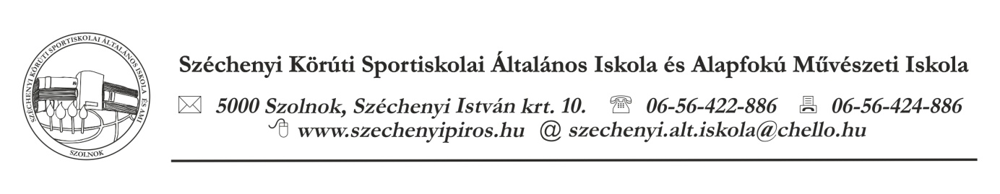 SZÉCHENYI KÖRÚTI SPORTISKOLAI ÁLTALÁNOS ISKOLA ÉS AMI
SZOLNOK
Széchenyi Körúti Sportiskolai Általános Iskola és Alapfokú Művészeti Iskola
5000 Szolnok, Széchenyi István krt. 10. 06-56-422-886 06-56-424-886
www.szechenyipiros.hu @ szechenyi.alt.iskola@chello.hu